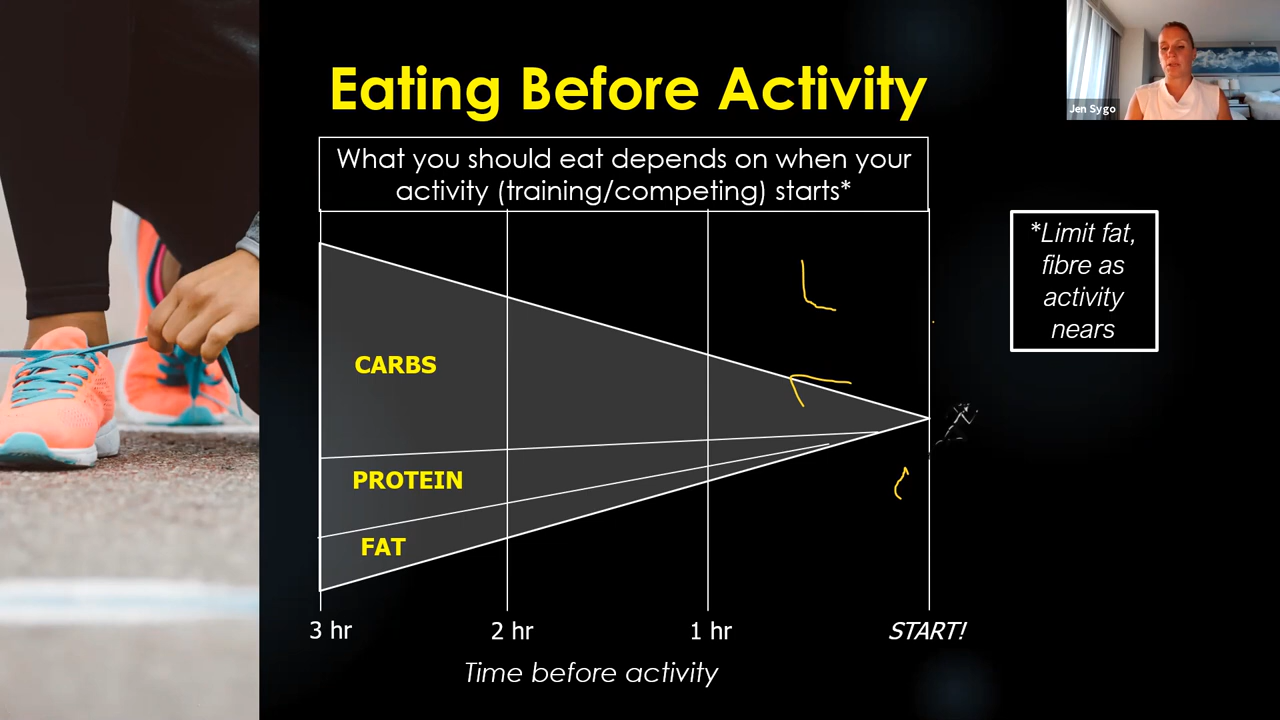 Eating Before Activity
What you should eat depends on when your
activity (training/competing) starts*
*Limit fat,
fibre as
activity
nears
CARBS
PROTEIN
FAT
3 hr
2 hr
1 hr
START!
Time before activity
Jen Sygo